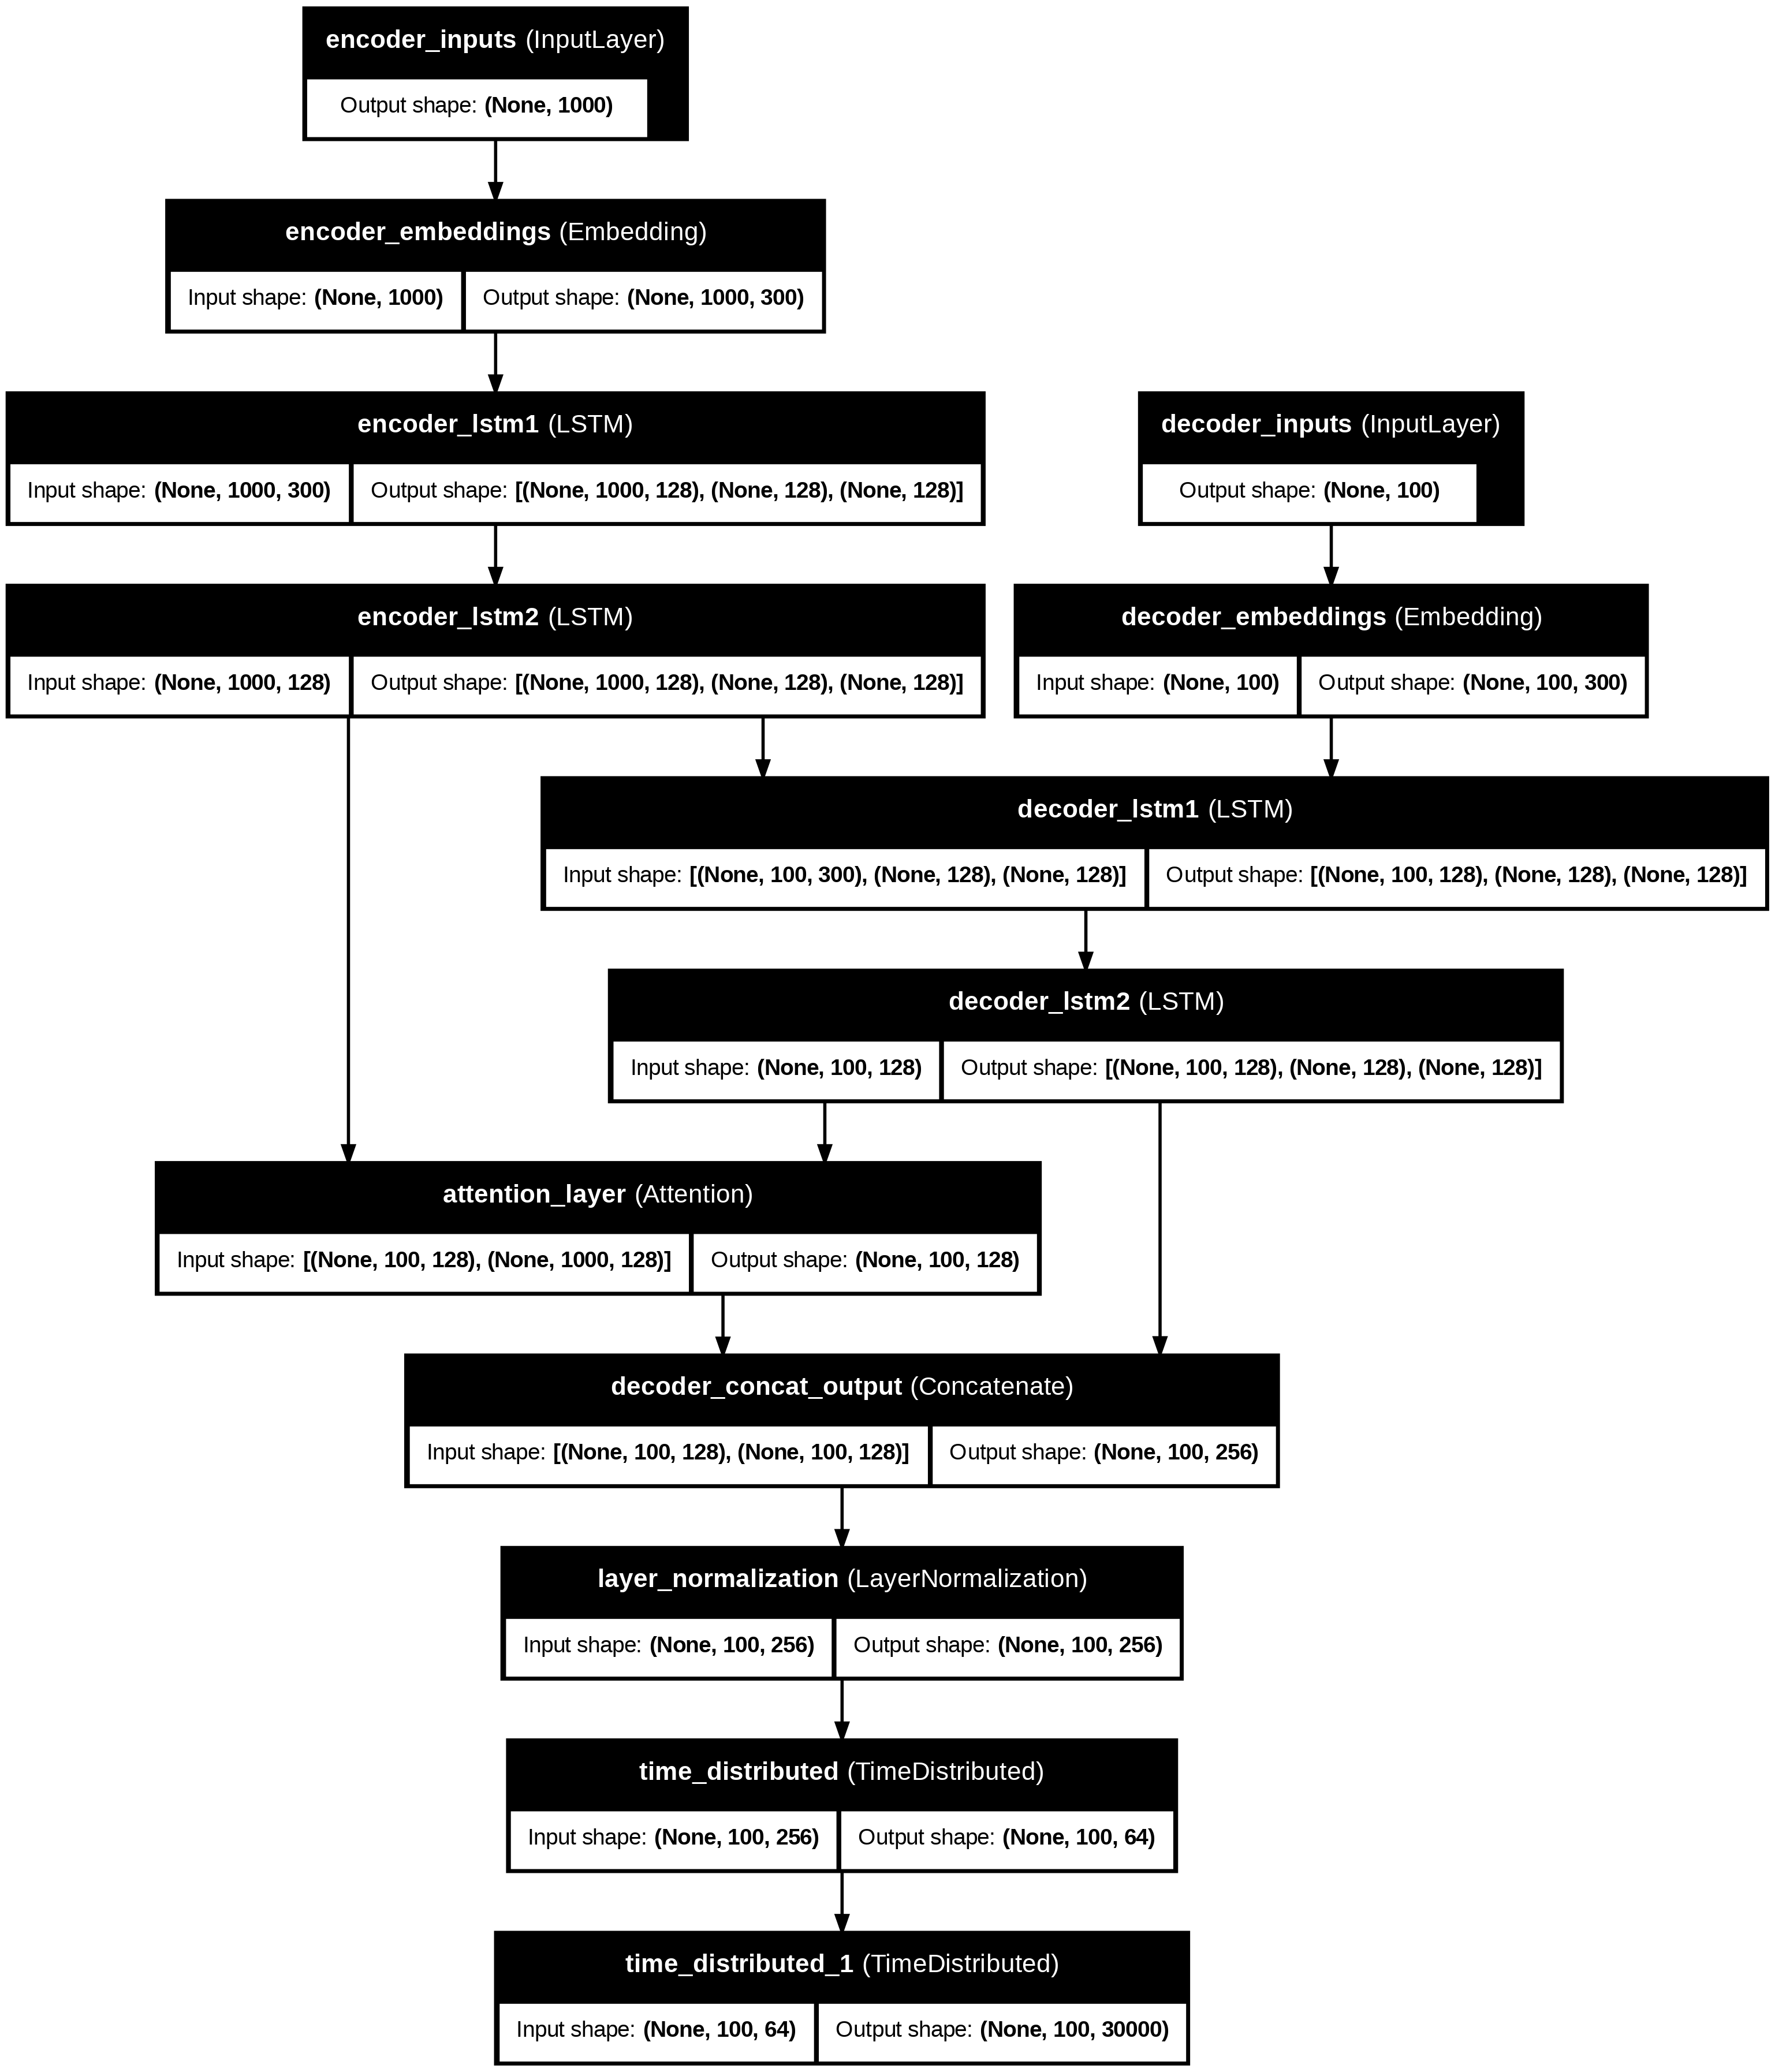 encoder_inputs (InputLayer)
Output shape: (None, 1000)
encoder_embeddings (Embedding)
Input shape: (None, 1000)
Output shape: (None, 1000, 300)
encoder_lstm1 (LSTM)
Input shape: (None, 1000, 300)
Output shape: [(None, 1000, 128), (None, 128), (None, 128)]
decoder_inputs (InputLayer)
Output shape: (None, 100)
encoder_lstm2 (LSTM)
Input shape: (None, 1000, 128)
Output shape: [(None, 1000, 128), (None, 128), (None, 128)]
decoder_embeddings (Embedding)
Input shape: (None, 100)
Output shape: (None, 100, 300)
decoder_lstm1 (LSTM)
Input shape: [(None, 100, 300), (None, 128), (None, 128)]
Output shape: [(None, 100, 128), (None, 128), (None, 128)]
decoder_lstm2 (LSTM)
Input shape: (None, 100, 128)
Output shape: [(None, 100, 128), (None, 128), (None, 128)]
attention_layer (Attention)
Input shape: [(None, 100, 128), (None, 1000, 128)]
Output shape: (None, 100, 128)
decoder_concat_output (Concatenate)
Input shape: [(None, 100, 128), (None, 100, 128)]
Output shape: (None, 100, 256)
layer_normalization (LayerNormalization)
Input shape: (None, 100, 256)
Output shape: (None, 100, 256)
time_distributed (TimeDistributed)
Input shape: (None, 100, 256)
Output shape: (None, 100, 64)
time_distributed_1 (TimeDistributed)
Input shape: (None, 100, 64)
Output shape: (None, 100, 30000)